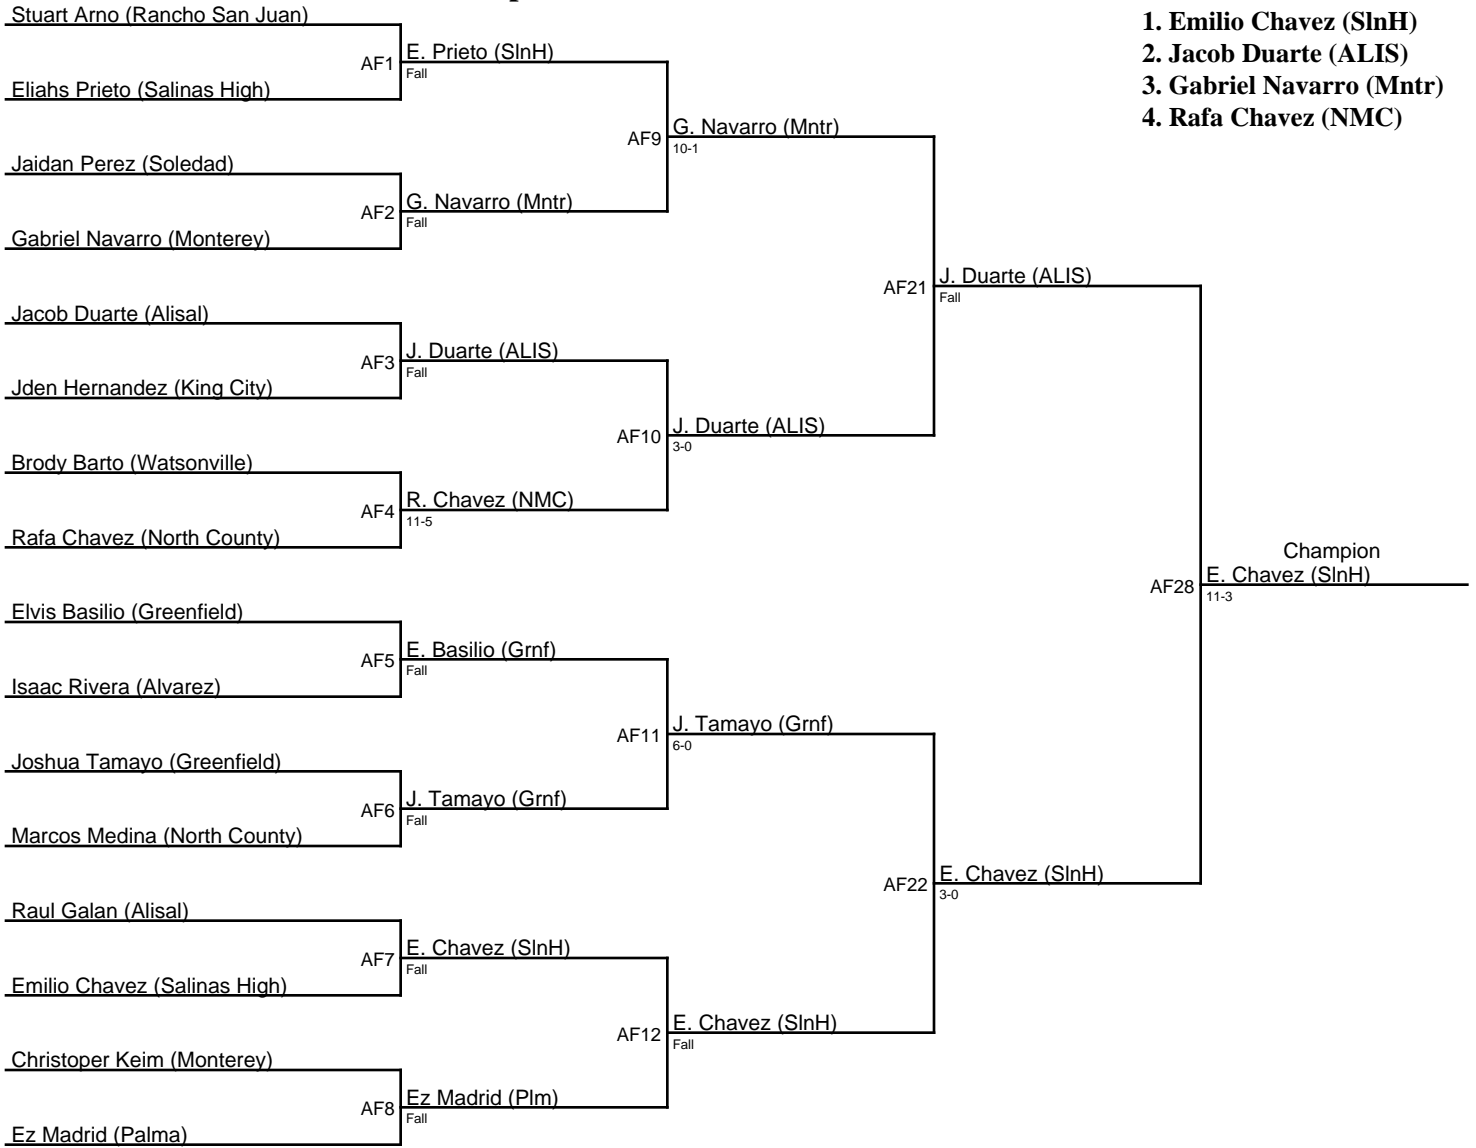 Stuart Arno (Rancho San Juan)
1. Emilio Chavez (SlnH)
2. Jacob Duarte (ALIS)
3. Gabriel Navarro (Mntr)
4. Rafa Chavez (NMC)
AF1
E. Prieto (SlnH)
Fall
Eliahs Prieto (Salinas High)
AF9
G. Navarro (Mntr)
10-1
Jaidan Perez (Soledad)
AF2
G. Navarro (Mntr)
Fall
Gabriel Navarro (Monterey)
AF21
J. Duarte (ALIS)
Fall
Jacob Duarte (Alisal)
AF3
J. Duarte (ALIS)
Fall
Jden Hernandez (King City)
AF10
J. Duarte (ALIS)
3-0
Brody Barto (Watsonville)
AF4
R. Chavez (NMC)
11-5
Rafa Chavez (North County)
Champion
AF28
E. Chavez (SlnH)
11-3
Elvis Basilio (Greenfield)
AF5
E. Basilio (Grnf)
Fall
Isaac Rivera (Alvarez)
AF11
J. Tamayo (Grnf)
6-0
Joshua Tamayo (Greenfield)
AF6
J. Tamayo (Grnf)
Fall
Marcos Medina (North County)
AF22
E. Chavez (SlnH)
3-0
Raul Galan (Alisal)
AF7
E. Chavez (SlnH)
Fall
Emilio Chavez (Salinas High)
AF12
E. Chavez (SlnH)
Fall
Christoper Keim (Monterey)
AF8
Ez Madrid (Plm)
Fall
Ez Madrid (Palma)